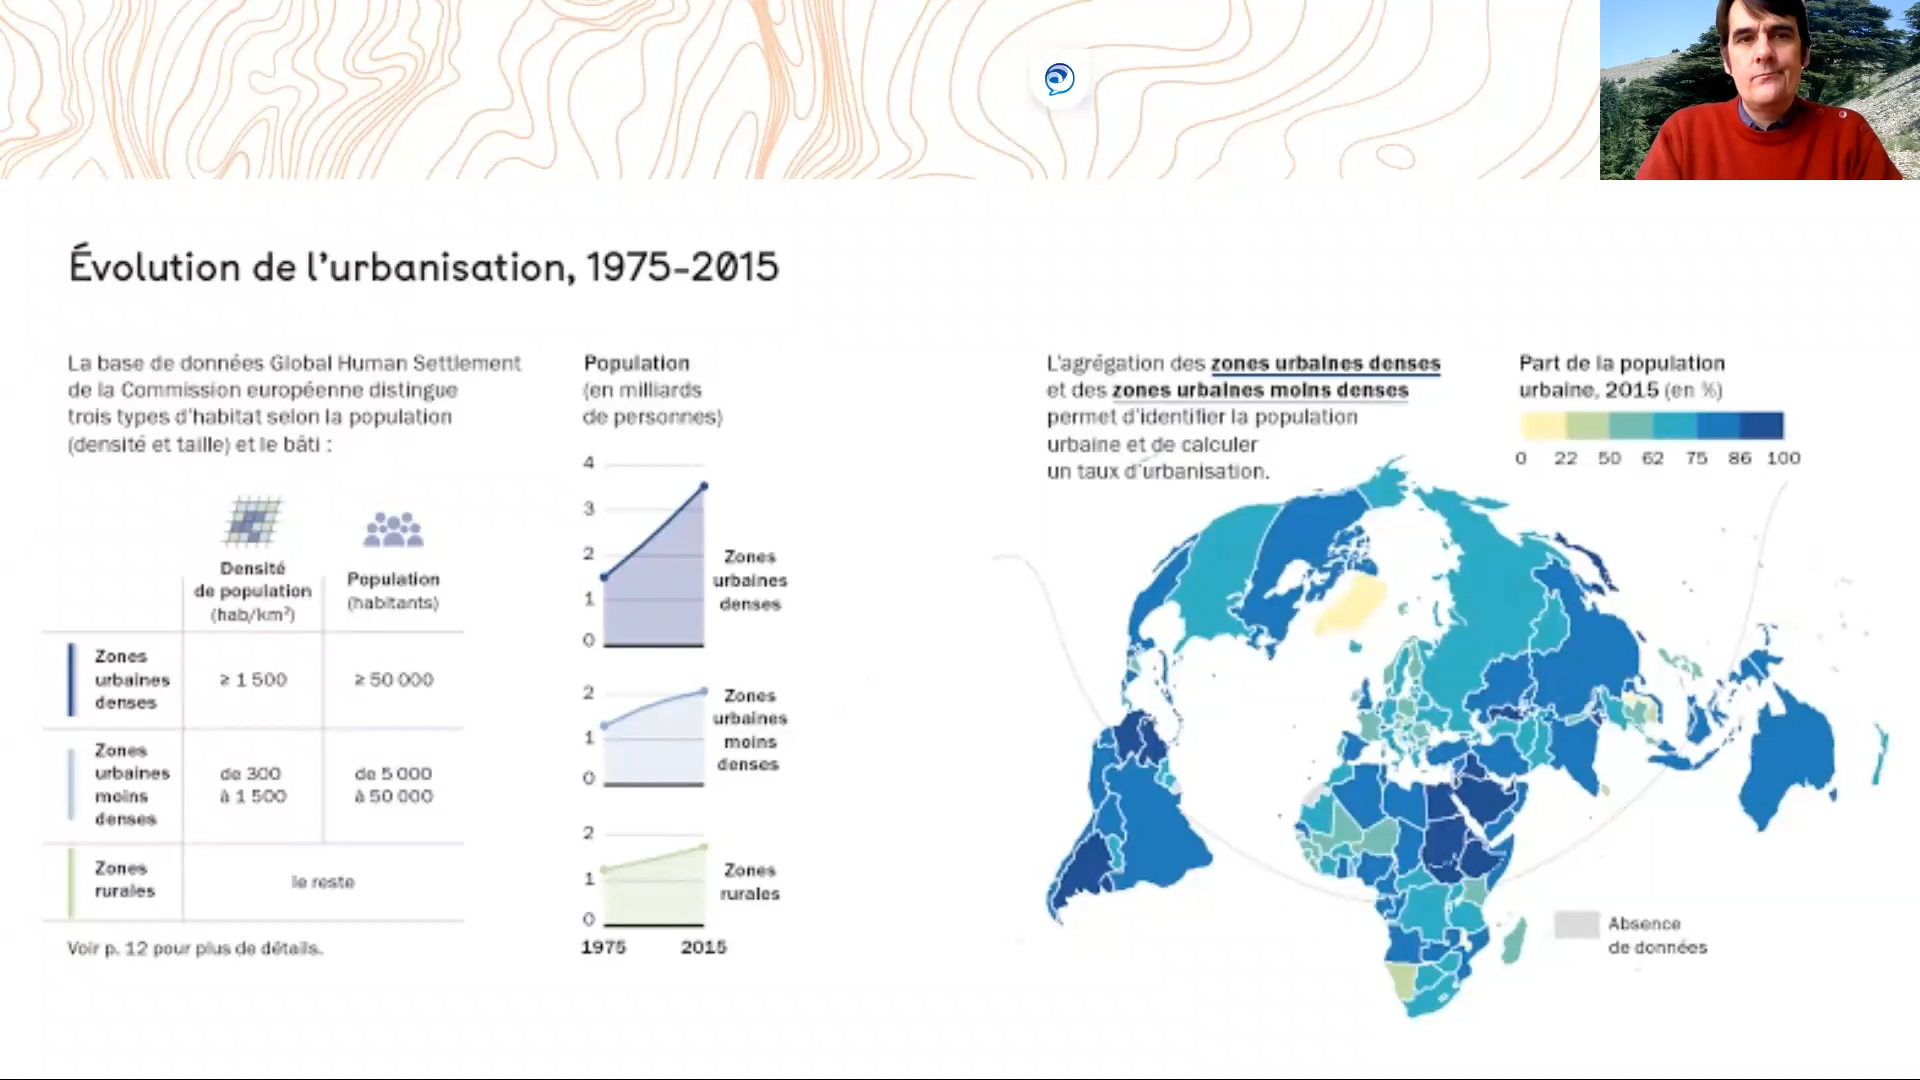 Évolution de l'urbanisation, 1975-2015
La base de données Global Human Settlement
de la Commission européenne distingue
trois types d'habitat selon la population
(densité et taille) et le bâti :
Densité
de population
(hab/km²)
Population
(habitants)
Zones
urbaines
denses
≥ 1 500
≥ 50 000
Zones
urbaines
moins
denses
de 300
à 1 500
de 5 000
à 50 000
Zones
rurales
le reste
Voir p. 12 pour plus de détails.
Population
(en milliards
de personnes)
4
3
2
1
0
Zones
urbaines
denses
2
1
0
Zones
urbaines
moins
denses
2
1
0
Zones
rurales
1975 2015
L'agrégation des zones urbaines denses
et des zones urbaines moins denses
permet d'identifier la population
urbaine et de calculer
un taux d'urbanisation.
Part de la population
urbaine, 2015 (en %)
0 22 50 62 75 86 100
Absence
de données